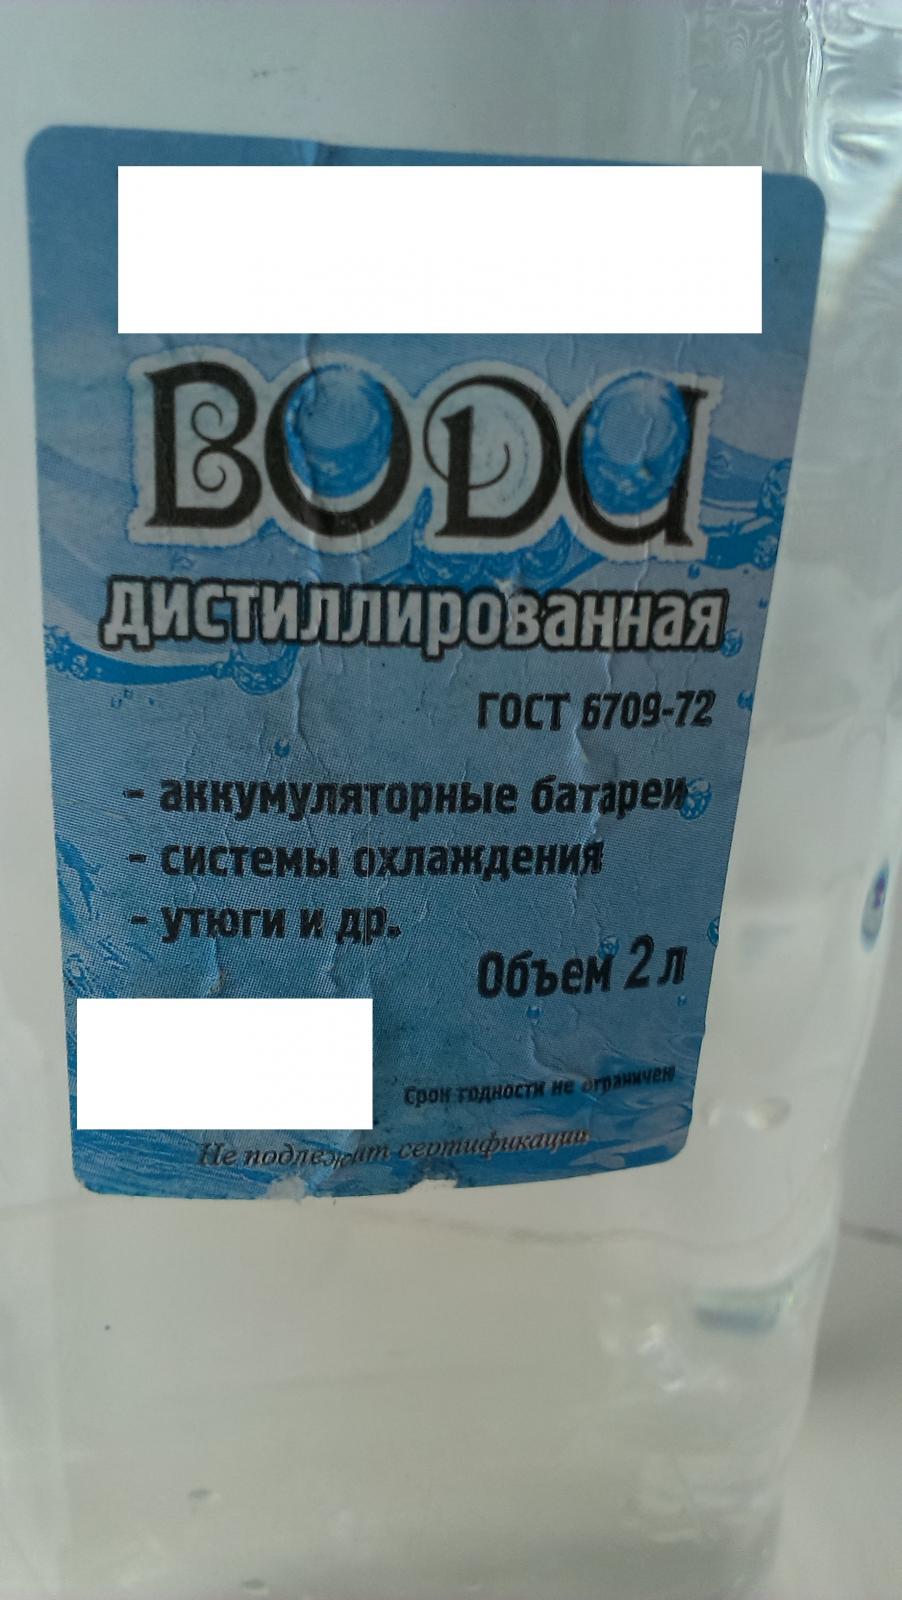 Вода
дистиллированная
ГОСТ 6709-72
- аккумуляторные батареи
- системы охлаждения
- утюги и др.
Объем 2 л
Срок годности не ограничен
Не подлежит сертификации